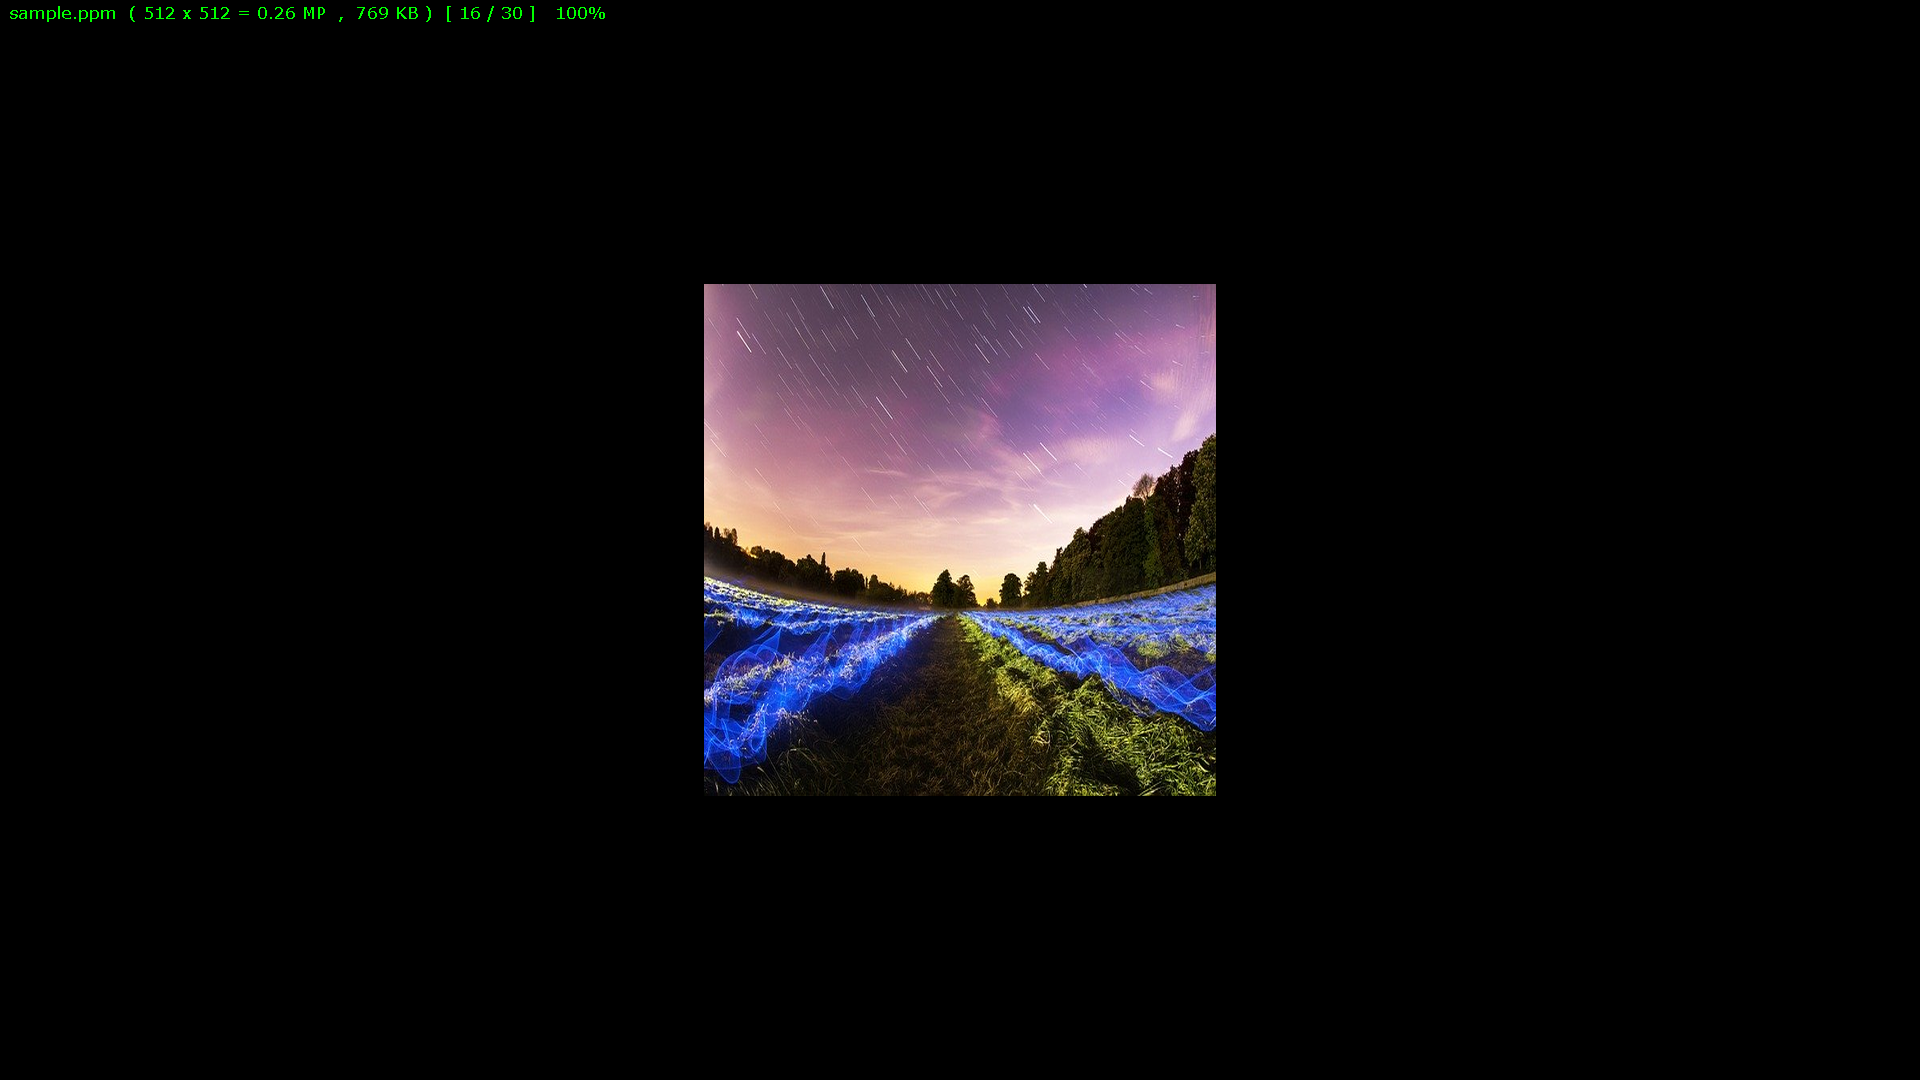 sample.ppm ( 512 x 512 = 0.26 MP , 769 KB ) [ 16 / 30 ] 100%